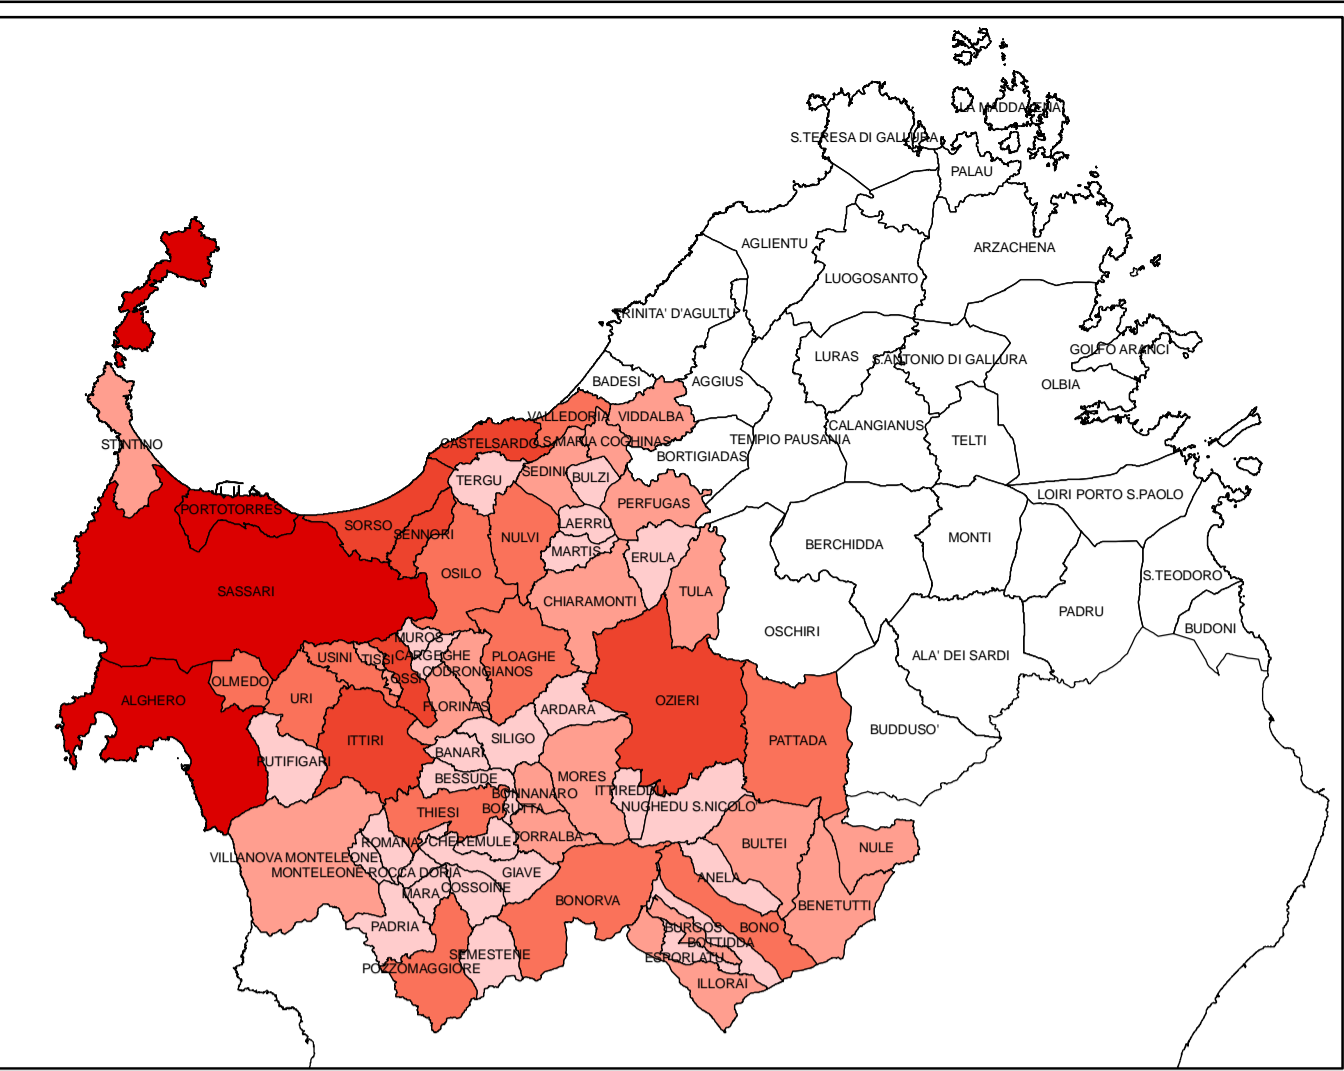 LA MADDALENA
S.TERESA DI GALLURA
PALAU
AGLIENTU
ARZACHENA
LUOGOSANTO
TRINITA' D'AGULTU
GOLFO ARANCI
LURAS
S.ANTONIO DI GALLURA
BADESI
AGGIUS
OLBIA
VALLEDORIA
VIDDALBA
CALANGIANUS
STINTINO
CASTELSARDO
S.MARIA COGHINAS
TEMPIO PAUSANIA
TELTI
BORTIGIADAS
SEDINI
BULZI
TERGU
LOIRI PORTO S.PAOLO
PERFUGAS
PORTOTORRES
SORSO
LAERRU
SENNORI
NULVI
MONTI
BERCHIDDA
MARTIS
ERULA
OSILO
S.TEODORO
SASSARI
TULA
CHIARAMONTI
PADRU
BUDONI
OSCHIRI
MUROS
CARGEGHE
PLOAGHE
ALA' DEI SARDI
USINI
TISSI
CODRONGIANOS
OSSI
OLMEDO
URI
ALGHERO
OZIERI
FLORINAS
ARDARA
BUDDUSO'
ITTIRI
SILIGO
PATTADA
BANARI
PUTIFIGARI
BESSUDE
MORES
ITTIREDDU
BONNANARO
NUGHEDU S.NICOLO'
BORUTTA
THIESI
TORRALBA
ROMANA
CHEREMULE
BULTEI
NULE
VILLANOVA MONTELEONE
MONTELEONE-ROCCA DORIA
GIAVE
ANELA
COSSOINE
MARA
BONORVA
BENETUTTI
PADRIA
BURGOS
BONO
BOTTIDDA
SEMESTENE
ESPORLATU
POZZOMAGGIORE
ILLORAI